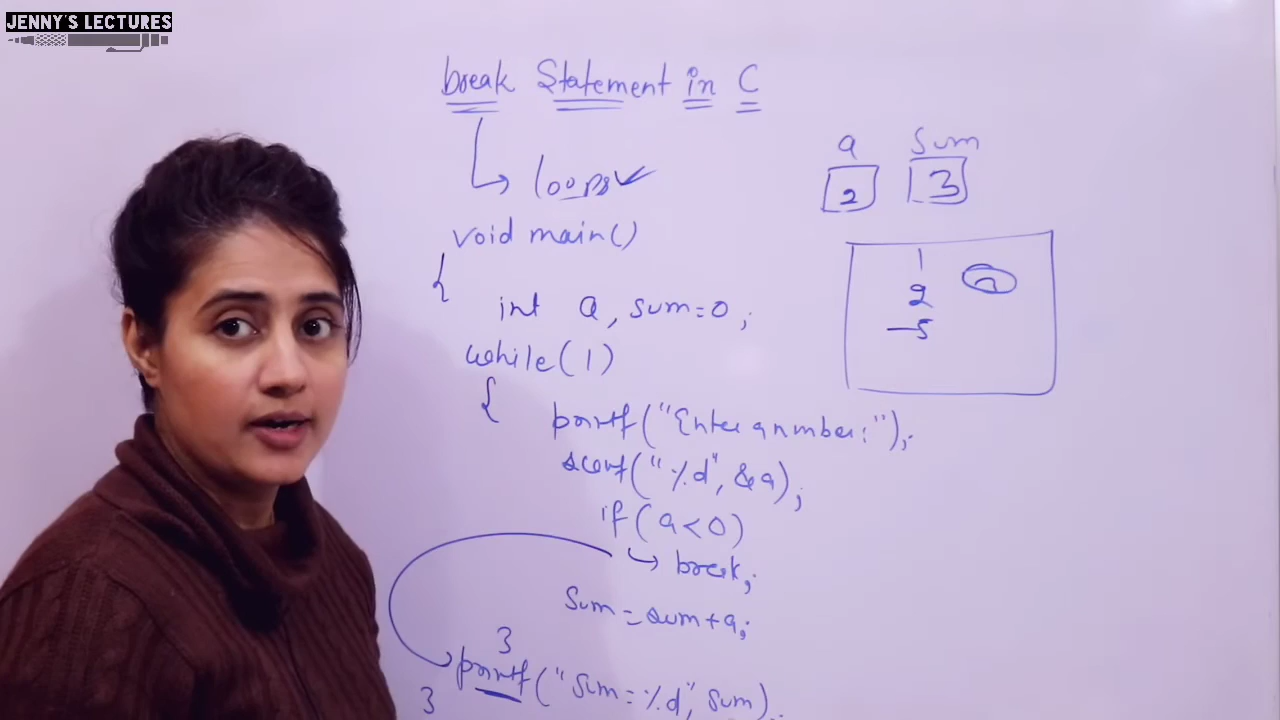 JENNY'S LECTURES
break Statement in C
loops
a sum
2 3
void main()
{
int a, sum=0;
while(1)
{
printf("Enter a number:");
scanf("%d", &a);
if(a<0)
break;
sum=sum+a;
3
printf("Sum=%d", sum);
3
1
2 a
-5